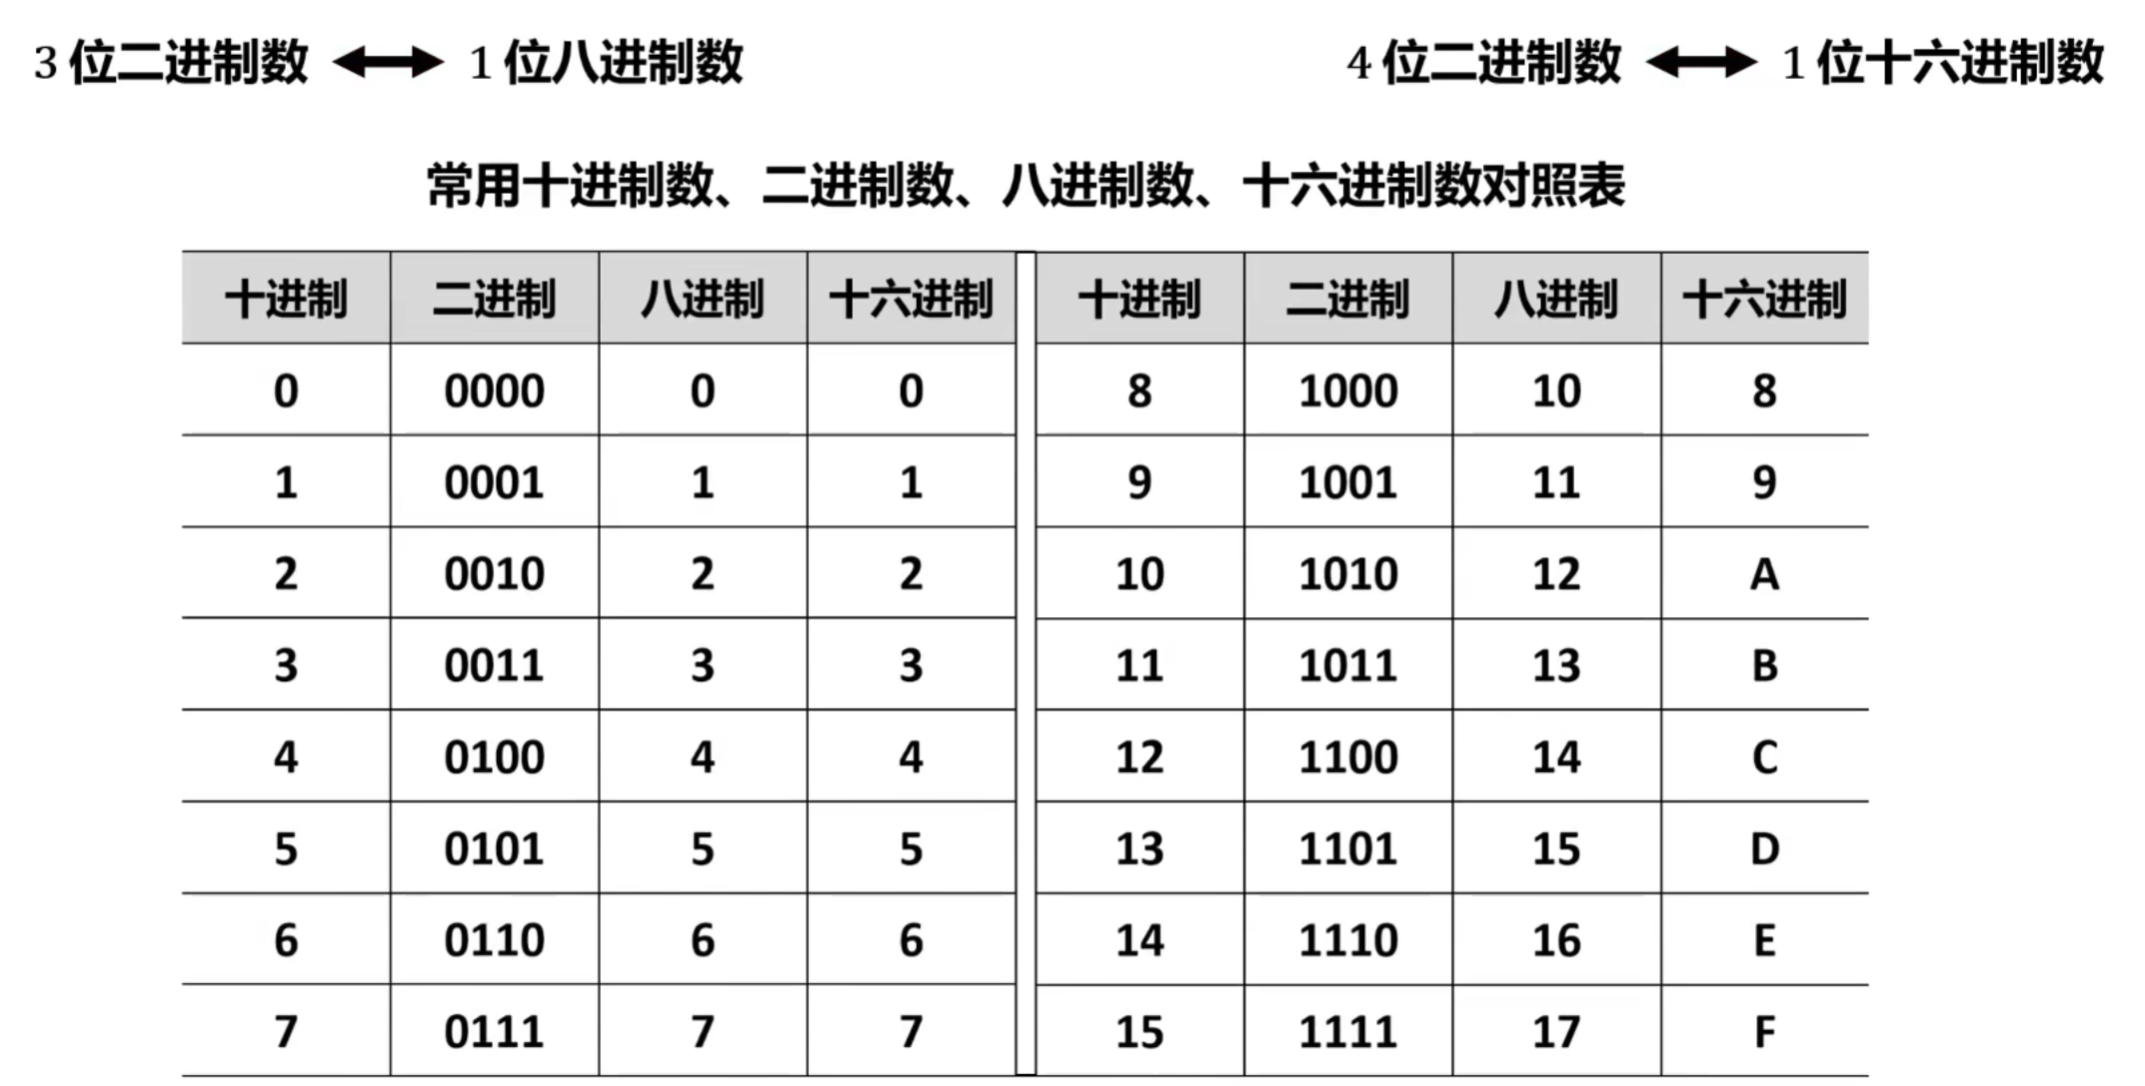 3 位二进制数 ↔ 1 位八进制数 4 位二进制数 ↔ 1 位十六进制数
常用十进制数、二进制数、八进制数、十六进制数对照表
十进制 二进制 八进制 十六进制 十进制 二进制 八进制 十六进制
0 0000 0 0 8 1000 10 8
1 0001 1 1 9 1001 11 9
2 0010 2 2 10 1010 12 A
3 0011 3 3 11 1011 13 B
4 0100 4 4 12 1100 14 C
5 0101 5 5 13 1101 15 D
6 0110 6 6 14 1110 16 E
7 0111 7 7 15 1111 17 F